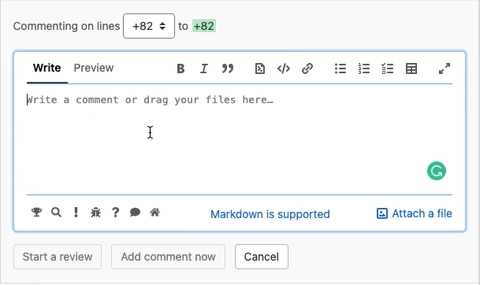 Commenting on lines +82 to +82
Write Preview B I
Write a comment or drag your files here…
Markdown is supported Attach a file
Start a review Add comment now Cancel